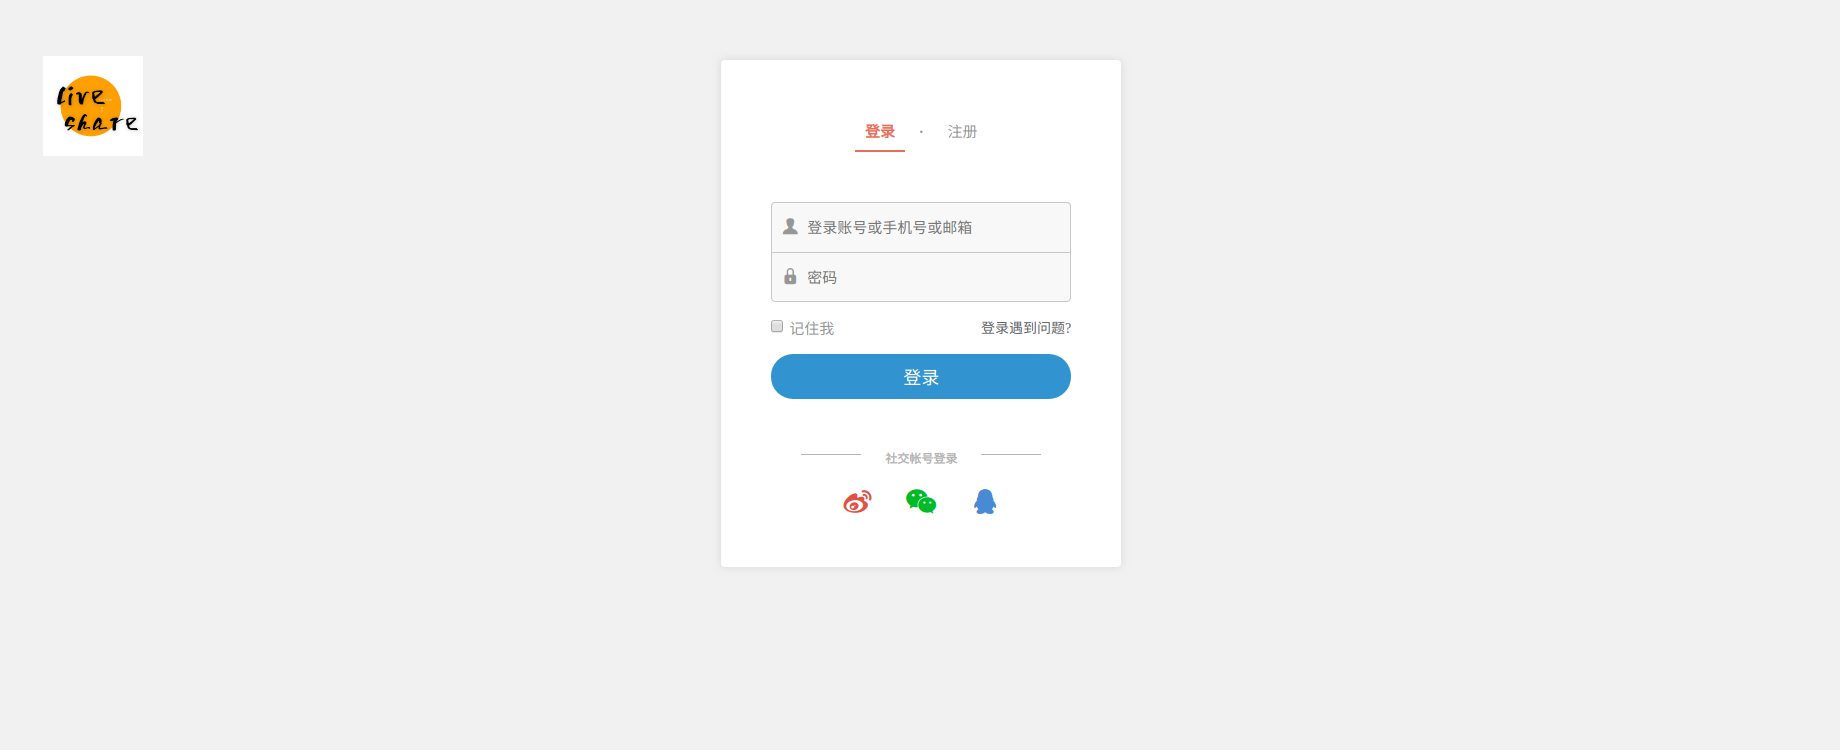 Live
share
登录 · 注册
登录账号或手机号或邮箱
密码
记住我 登录遇到问题?
登录
社交帐号登录